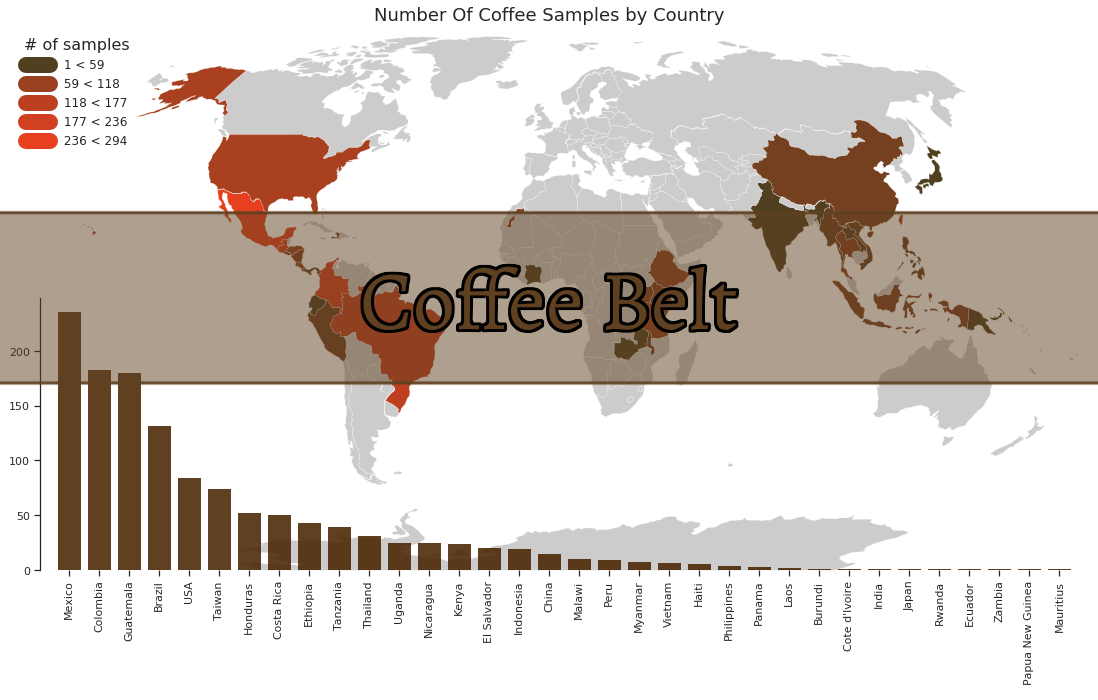 Number Of Coffee Samples by Country
# of samples
1 < 59
59 < 118
118 < 177
177 < 236
236 < 294
Coffee Belt
200
150
100
50
0
Mexico
Colombia
Guatemala
Brazil
USA
Taiwan
Honduras
Costa Rica
Ethiopia
Tanzania
Thailand
Uganda
Nicaragua
Kenya
El Salvador
Indonesia
China
Malawi
Peru
Myanmar
Vietnam
Haiti
Philippines
Panama
Laos
Burundi
Cote d'Ivoire
India
Japan
Rwanda
Ecuador
Zambia
Papua New Guinea
Mauritius